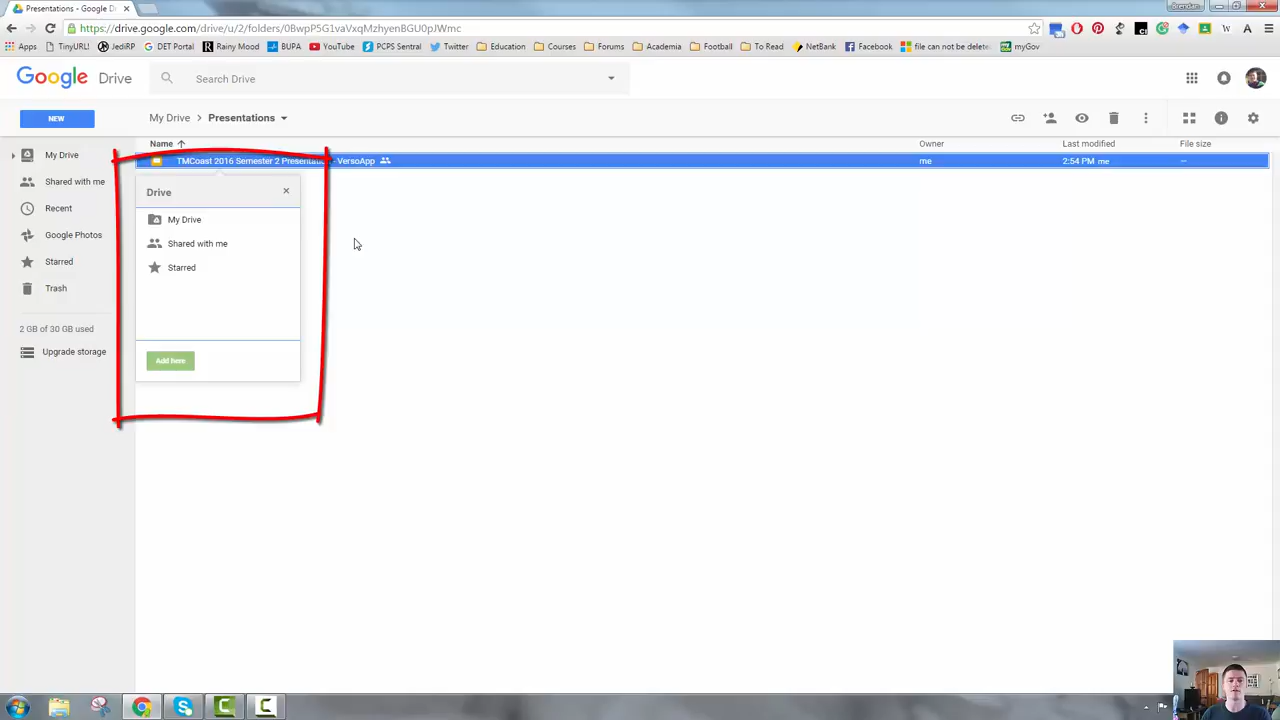 Presentations - Google D
Brendan
https://drive.google.com/drive/u/2/folders/0BwpP5G1vaVxqMzhyenBGU0pJWmc
Apps TinyURL! JediRP DET Portal Rainy Mood BUPA YouTube PCPS Sentral Twitter Education Courses Forums Academia Football To Read NetBank Facebook file can not be delete myGov
Google Drive Search Drive
NEW My Drive > Presentations
Name Owner Last modified File size
My Drive
TMCoast 2016 Semester 2 Presentatio - VersoApp me 2:54 PM me —
Shared with me
Recent
Google Photos
Starred
Trash
2 GB of 30 GB used
Upgrade storage
Drive
My Drive
Shared with me
Starred
Add here